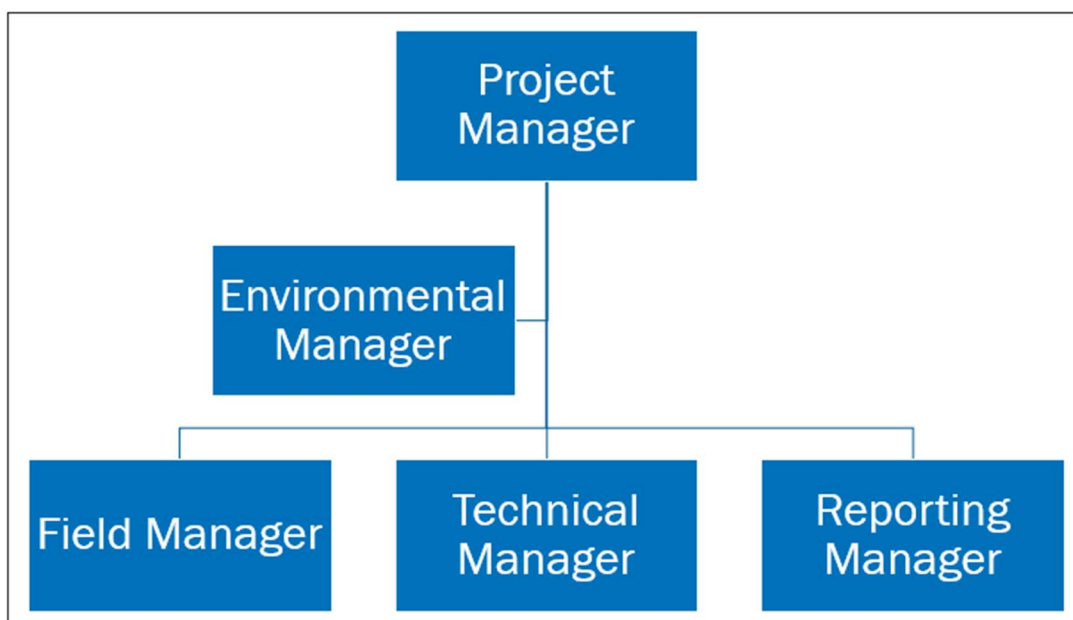 Project
Manager
Environmental
Manager
Field Manager
Technical
Manager
Reporting
Manager